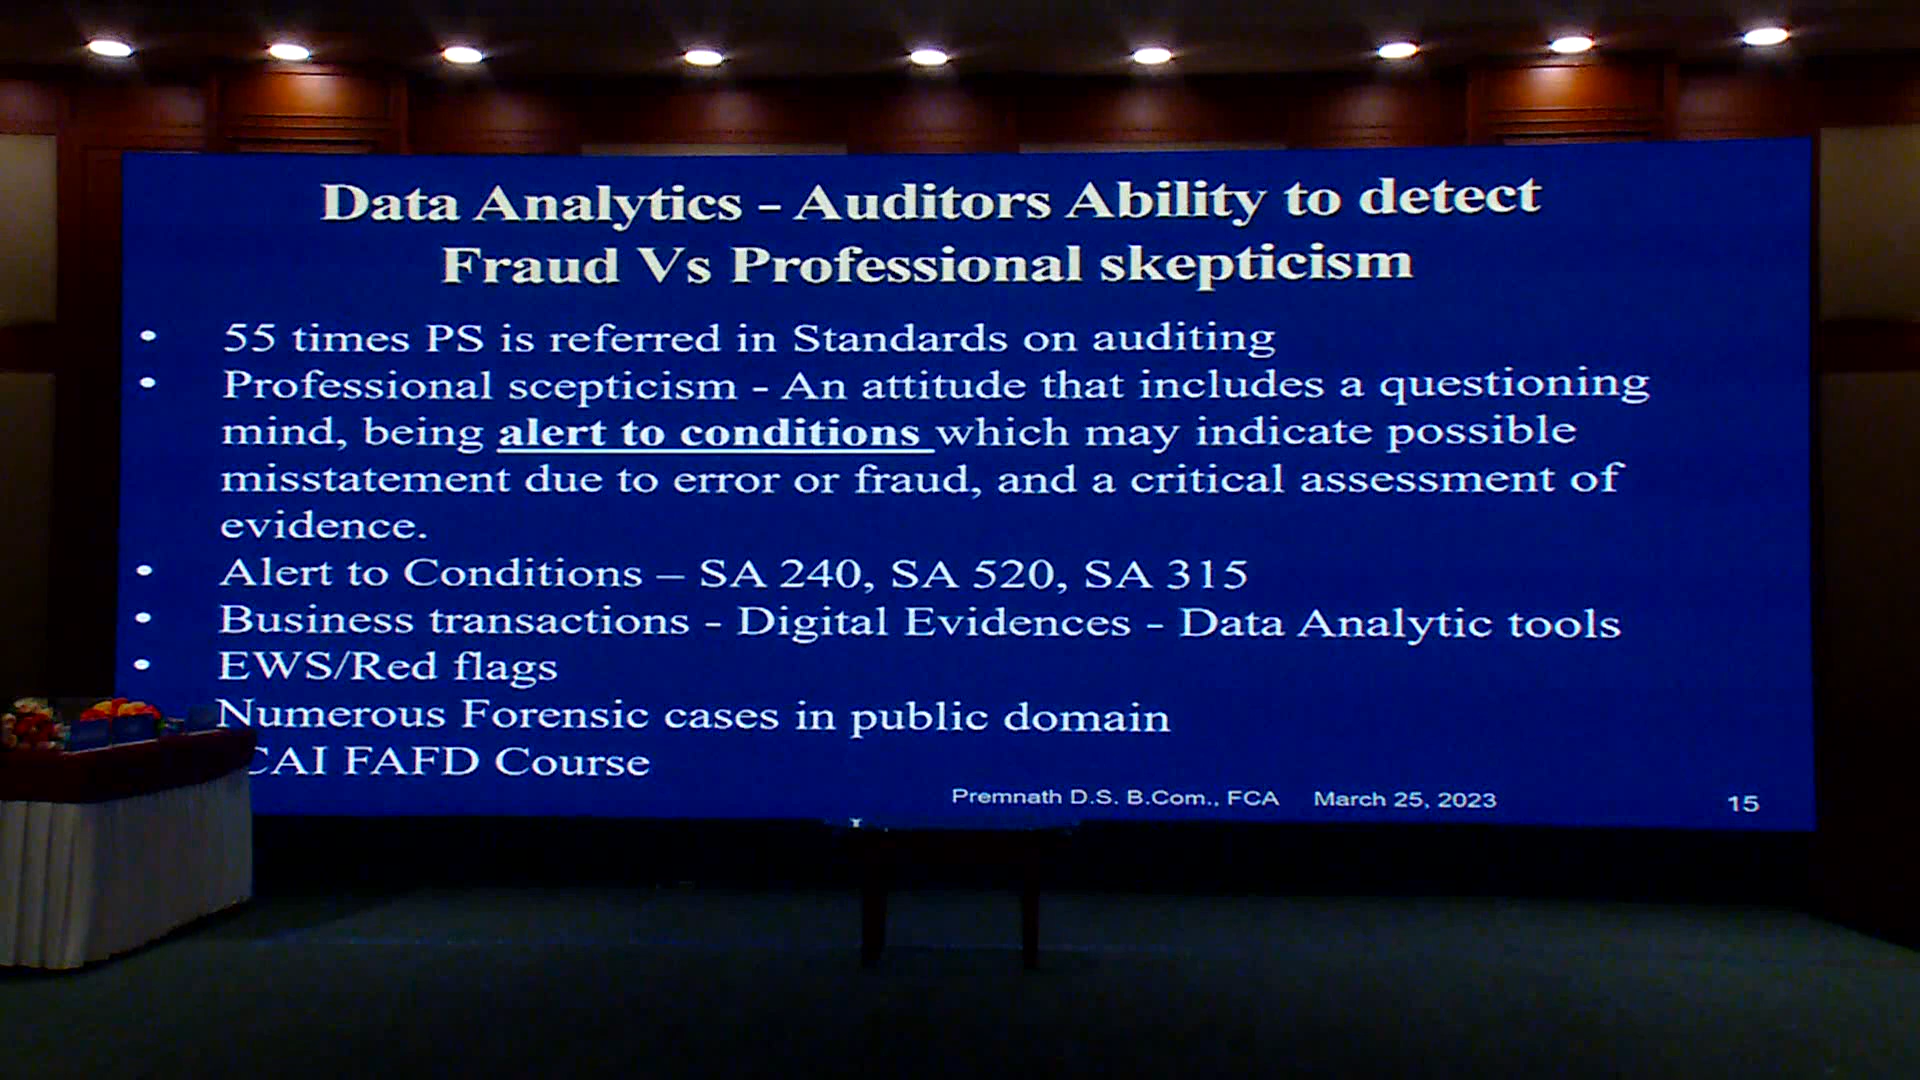 Data Analytics - Auditors Ability to detect
Fraud Vs Professional skepticism
• 55 times PS is referred in Standards on auditing
• Professional scepticism - An attitude that includes a questioning
mind, being alert to conditions which may indicate possible
misstatement due to error or fraud, and a critical assessment of
evidence.
• Alert to Conditions – SA 240, SA 520, SA 315
• Business transactions - Digital Evidences - Data Analytic tools
• EWS/Red flags
Numerous Forensic cases in public domain
CAI FAFD Course
Premnath D.S. B.Com., FCA March 25, 2023 15